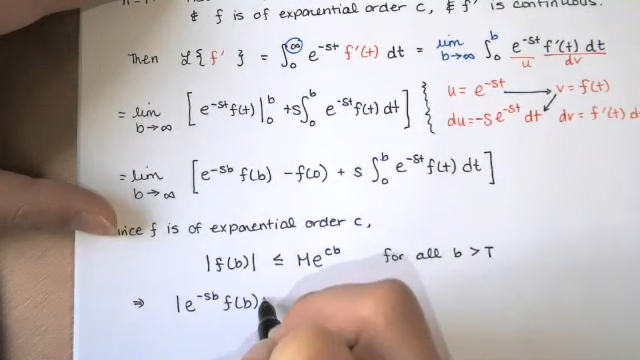 & f is of exponential order c, & f' is continuous.
Then ℒ{f'} = ∫₀^∞ e^{-st} f'(t) dt = lim_{b→∞} ∫₀^b e^{-st} f'(t) dt
u dv
= lim_{b→∞} [e^{-st}f(t)|₀^b + s∫₀^b e^{-st}f(t) dt]
u = e^{-st} → v = f(t)
du = -se^{-st} dt dv = f'(t)
= lim_{b→∞} [e^{-sb} f(b) - f(0) + s ∫₀^b e^{-st}f(t) dt]
f is of exponential order c,
|f(b)| ≤ Me^{cb} for all b > T
⇒ |e^{-sb} f(b)